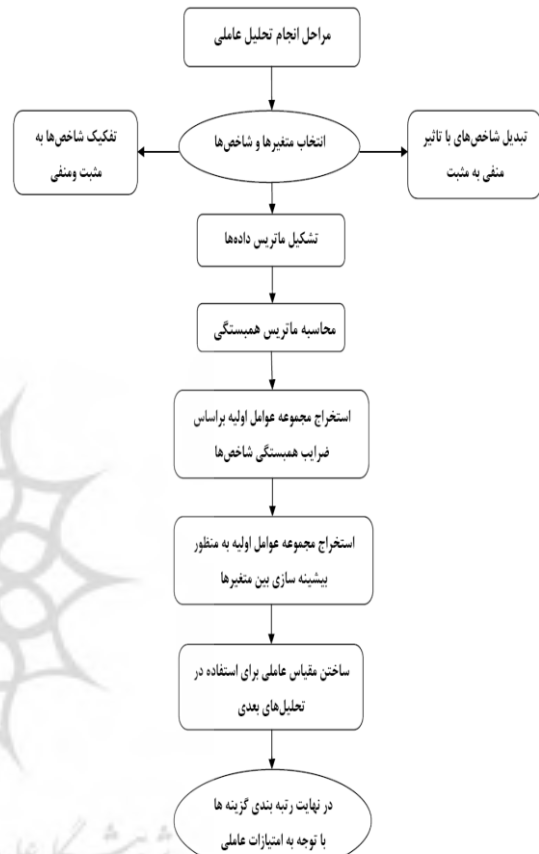 مراحل انجام تحلیل عاملی
انتخاب متغیرها و شاخص‌ها
تبدیل شاخص‌های با تاثیر
منفی به مثبت
تفکیک شاخص‌ها به
مثبت ومنفی
تشکیل ماتریس داده‌ها
محاسبه ماتریس همبستگی
استخراج مجموعه عوامل اولیه براساس
ضرایب همبستگی شاخص‌ها
استخراج مجموعه عوامل اولیه به منظور
بیشینه سازی بین متغیرها
ساختن مقیاس عاملی برای استفاده در
تحلیل‌های بعدی
در نهایت رتبه بندی گزینه ها
با توجه به امتیازات عاملی